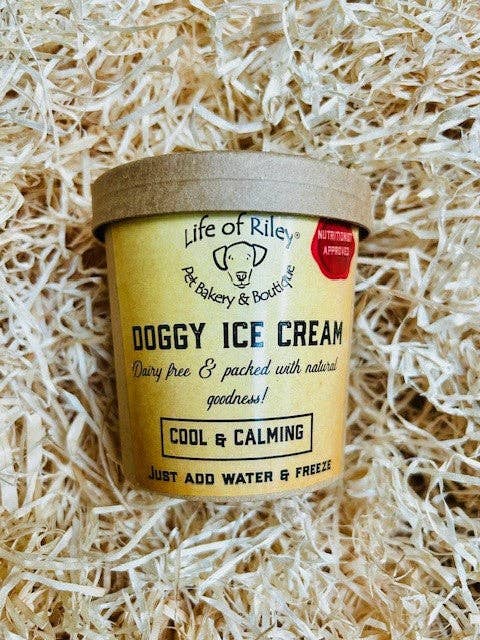 Life of Riley®
Pet Bakery & Boutique
NUTRITIONIST
APPROVED
DOGGY ICE CREAM
Dairy free & packed with natural
goodness!
COOL & CALMING
JUST ADD WATER & FREEZE